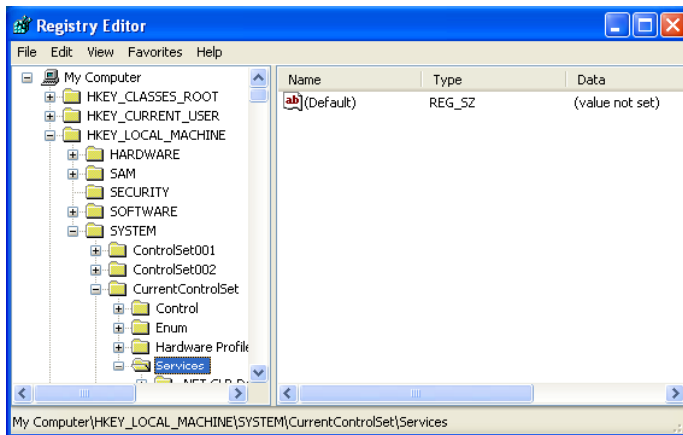 Registry Editor
File Edit View Favorites Help
My Computer
HKEY_CLASSES_ROOT
HKEY_CURRENT_USER
HKEY_LOCAL_MACHINE
HARDWARE
SAM
SECURITY
SOFTWARE
SYSTEM
ControlSet001
ControlSet002
CurrentControlSet
Control
Enum
Hardware Profile
Services
Name Type Data
ab (Default) REG_SZ (value not set)
My Computer\HKEY_LOCAL_MACHINE\SYSTEM\CurrentControlSet\Services